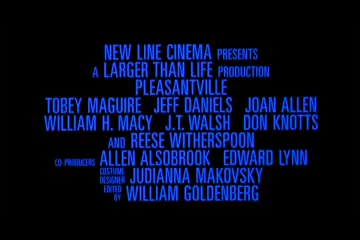 NEW LINE CINEMA PRESENTS
A LARGER THAN LIFE PRODUCTION
PLEASANTVILLE
TOBEY MAGUIRE JEFF DANIELS JOAN ALLEN
WILLIAM H. MACY J.T. WALSH DON KNOTTS
AND REESE WITHERSPOON
CO-PRODUCERS ALLEN ALSOBROOK EDWARD LYNN
COSTUME DESIGNER JUDIANNA MAKOVSKY
EDITED BY WILLIAM GOLDENBERG